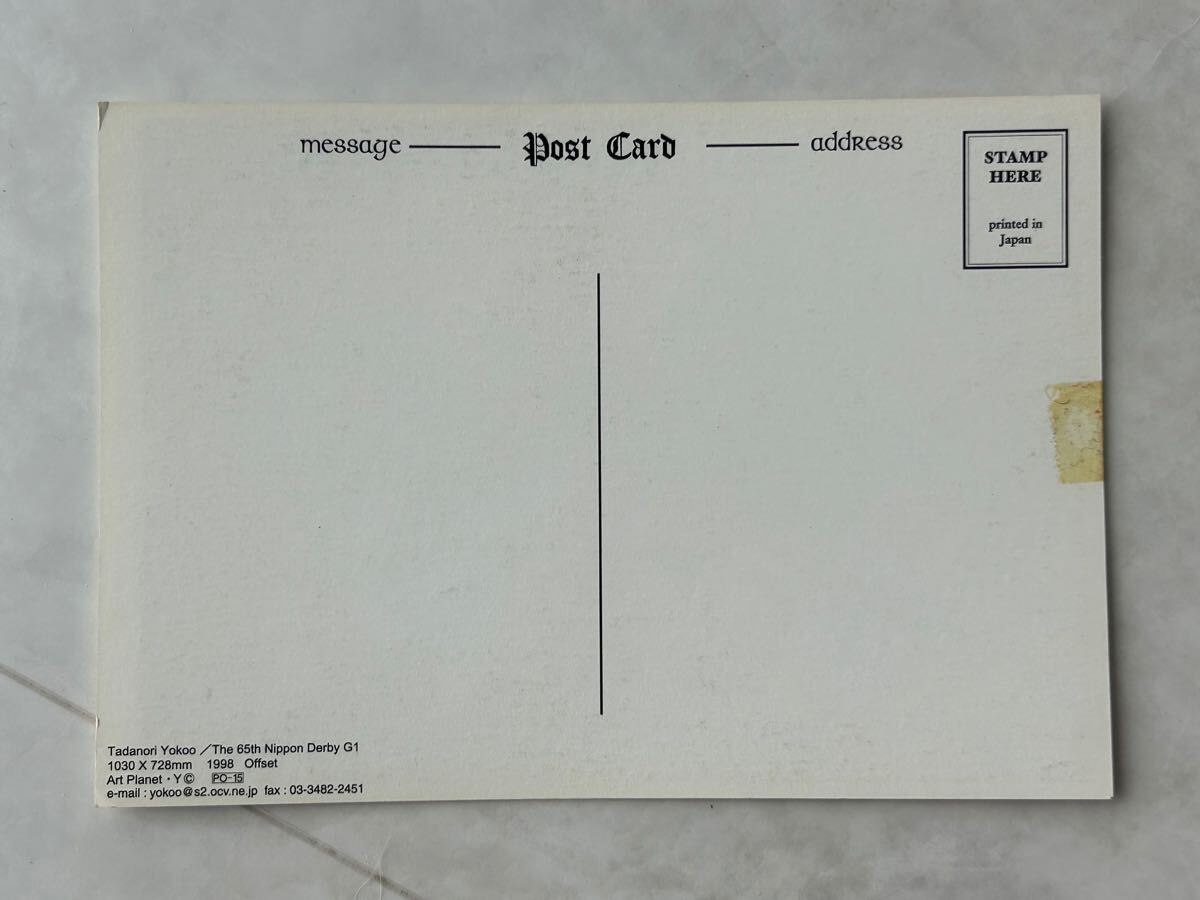 message Post Card address
STAMP
HERE
printed in
Japan
Tadanori Yokoo ／The 65th Nippon Derby G1
1030 X 728mm 1998 Offset
Art Planet・Y© PO-15
e-mail : yokoo@s2.ocv.ne.jp fax : 03-3482-2451